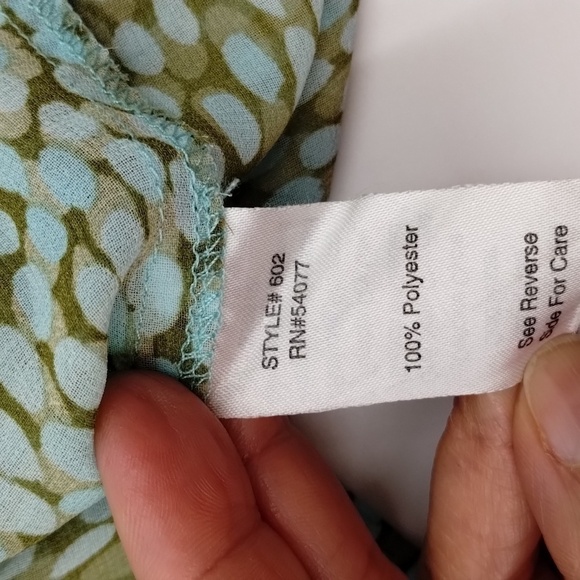 STYLE# 602
RN#54077
100% Polyester
See Reverse
Side For Care